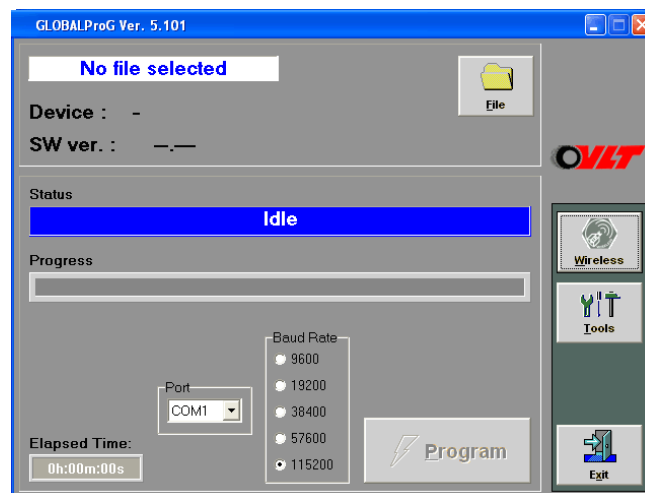 GLOBALProG Ver. 5.101
No file selected
File
Device : -
SW ver. : --.--
OVLT
Status
Idle
Wireless
Progress
Tools
Baud Rate
9600
Port
19200
COM1
38400
Elapsed Time:
57600
Program
0h:00m:00s
115200
Exit